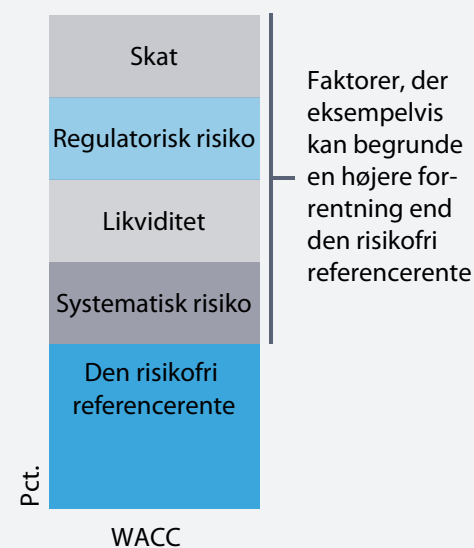 Skat
Regulatorisk risiko
Likviditet
Systematisk risiko
Den risikofri
referencerente
Faktorer, der
eksempelvis
kan begrunde
en højere for-
rentning end
den risikofri
referencerente
Pct.
WACC